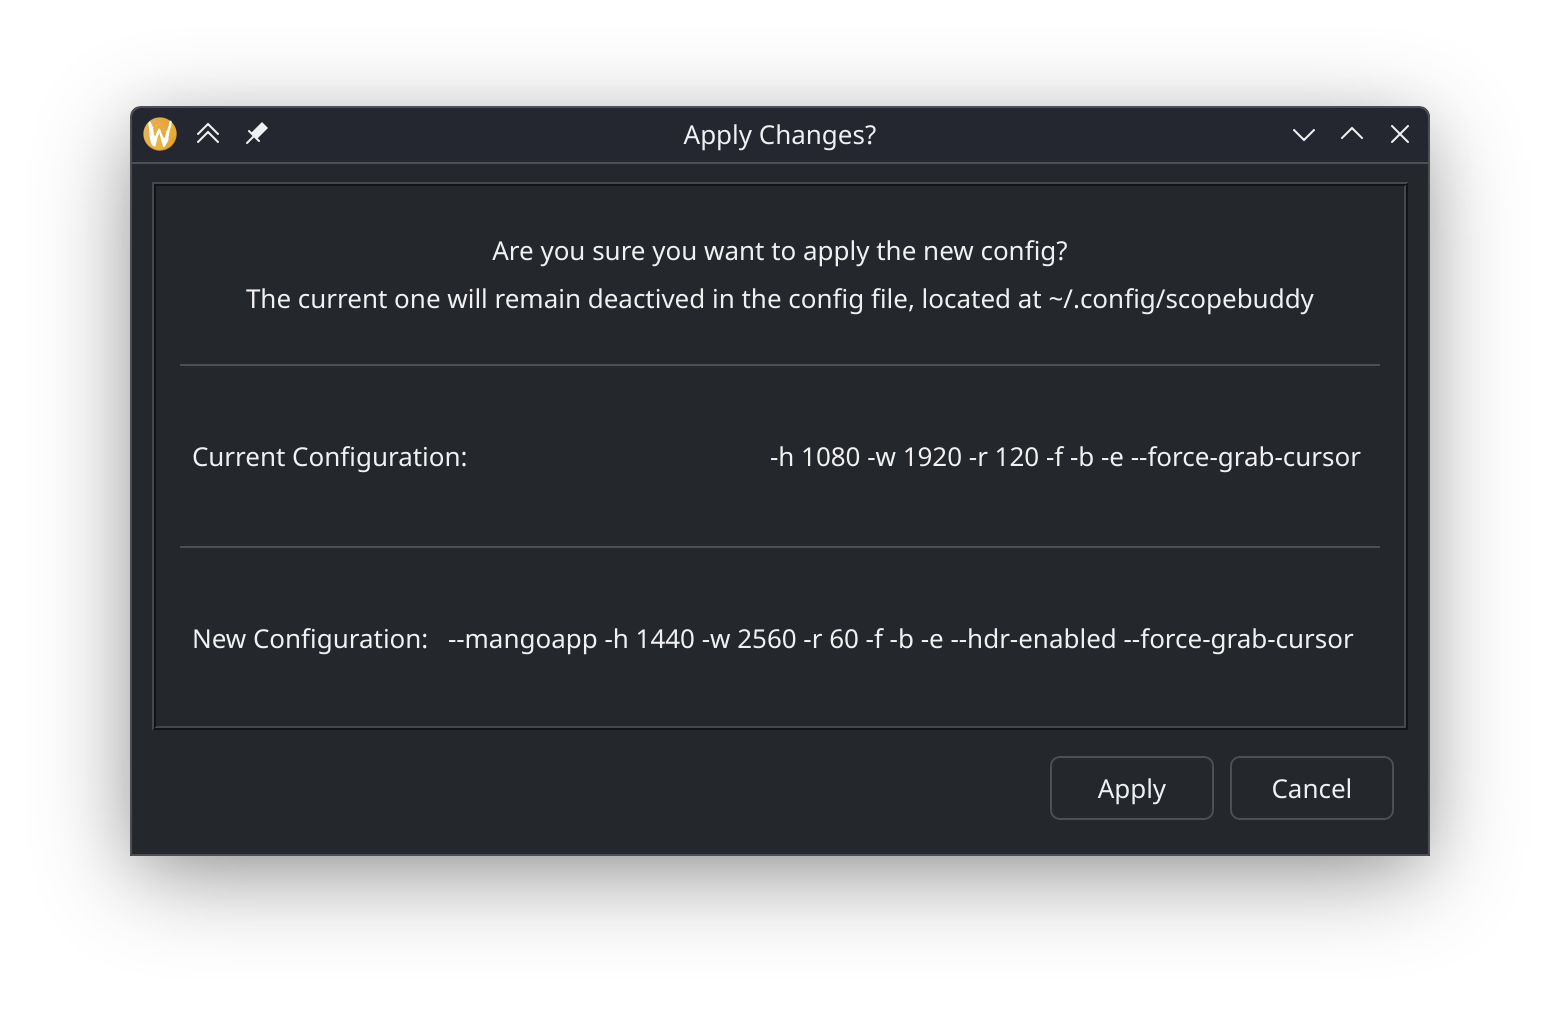 Apply Changes?
Are you sure you want to apply the new config?
The current one will remain deactived in the config file, located at ~/.config/scopebuddy
Current Configuration: -h 1080 -w 1920 -r 120 -f -b -e --force-grab-cursor
New Configuration: --mangoapp -h 1440 -w 2560 -r 60 -f -b -e --hdr-enabled --force-grab-cursor
Apply Cancel